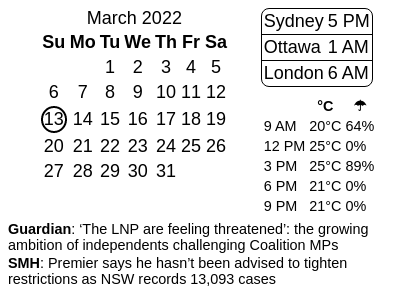 March 2022
Su Mo Tu We Th Fr Sa
1 2 3 4 5
6 7 8 9 10 11 12
13 14 15 16 17 18 19
20 21 22 23 24 25 26
27 28 29 30 31
Sydney 5 PM
Ottawa 1 AM
London 6 AM
°C ☂
9 AM 20°C 64%
12 PM 25°C 0%
3 PM 25°C 89%
6 PM 21°C 0%
9 PM 21°C 0%
Guardian: ‘The LNP are feeling threatened’: the growing
ambition of independents challenging Coalition MPs
SMH: Premier says he hasn’t been advised to tighten
restrictions as NSW records 13,093 cases